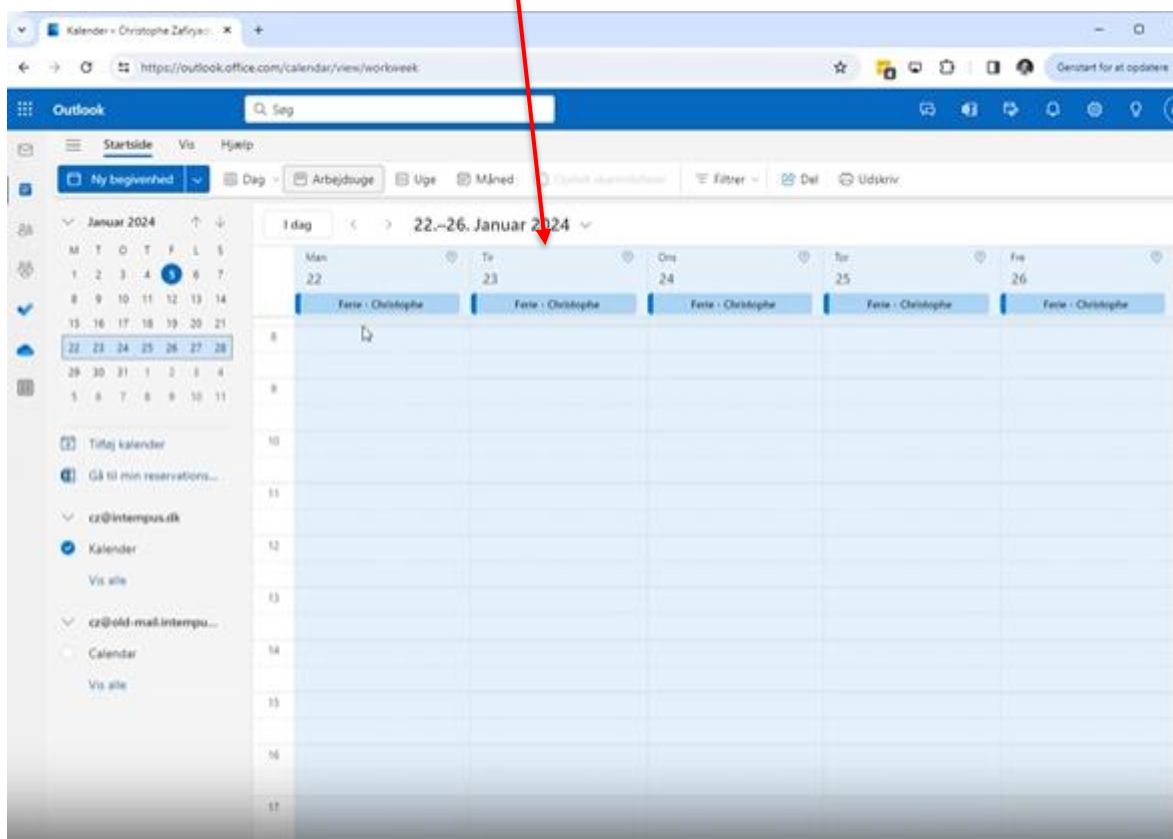 Kalender – Christophe
https://outlook.office.com/calendar/view/workweek
Genstart for at opdatere
Outlook
Søg
Startside Vis Hjælp
Ny begivenhed Dag Arbejdsuge Uge Måned Filtrer Del Udskriv
Januar 2024
M T O T F L S
1 2 3 4 5 6 7
8 9 10 11 12 13 14
15 16 17 18 19 20 21
22 23 24 25 26 27 28
29 30 31 1 2 3 4
5 6 7 8 9 10 11
Tilføj kalender
Gå til min reservations...
cz@intempus.dk
Kalender
Vis alle
cz@old-mail.intempu...
Calendar
Vis alle
I dag 22.–26. Januar 2024
Man Tir Ons Tor Fre
22 23 24 25 26
Ferie - Christophe Ferie - Christophe Ferie - Christophe Ferie - Christophe Ferie - Christophe
8
9
10
11
12
13
14
15
16
17